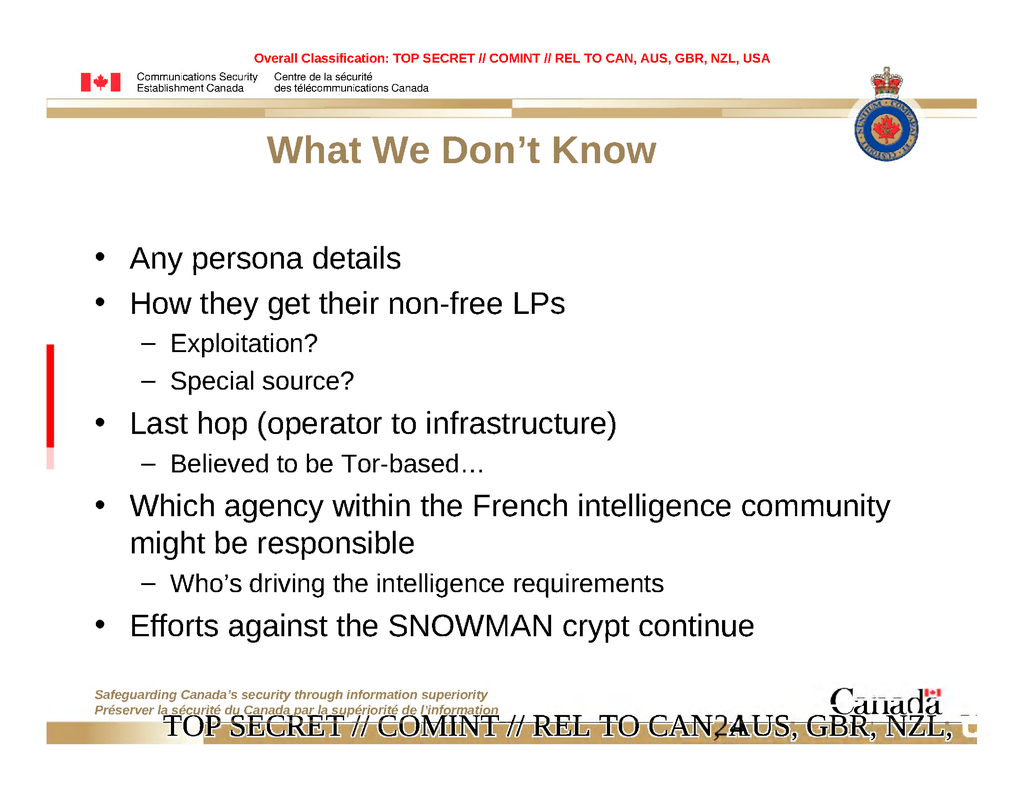 Overall Classification: TOP SECRET // COMINT // REL TO CAN, AUS, GBR, NZL, USA
Communications Security Establishment Canada
Centre de la sécurité des télécommunications Canada
What We Don’t Know
• Any persona details
• How they get their non-free LPs
– Exploitation?
– Special source?
• Last hop (operator to infrastructure)
– Believed to be Tor-based…
• Which agency within the French intelligence community
might be responsible
– Who’s driving the intelligence requirements
• Efforts against the SNOWMAN crypt continue
Safeguarding Canada’s security through information superiority
Préserver la sécurité du Canada par la supériorité de l’information
Canada
TOP SECRET // COMINT // REL TO CAN, AUS, GBR, NZL,
24